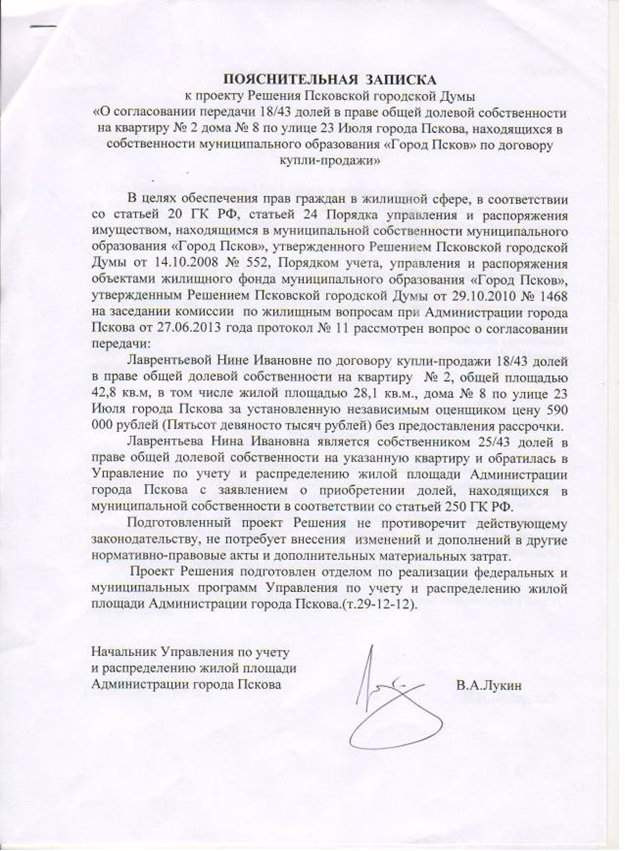 ПОЯСНИТЕЛЬНАЯ ЗАПИСКА
к проекту Решения Псковской городской Думы
«О согласовании передачи 18/43 долей в праве общей долевой собственности
на квартиру № 2 дома № 8 по улице 23 Июля города Пскова, находящихся в
собственности муниципального образования «Город Псков» по договору
купли-продажи»
В целях обеспечения прав граждан в жилищной сфере, в соответствии
со статьей 20 ГК РФ, статьей 24 Порядка управления и распоряжения
имуществом, находящимся в муниципальной собственности муниципального
образования «Город Псков», утвержденного Решением Псковской городской
Думы от 14.10.2008 № 552, Порядком учета, управления и распоряжения
объектами жилищного фонда муниципального образования «Город Псков»,
утвержденным Решением Псковской городской Думы от 29.10.2010 № 1468
на заседании комиссии по жилищным вопросам при Администрации города
Пскова от 27.06.2013 года протокол № 11 рассмотрен вопрос о согласовании
передачи:
Лаврентьевой Нине Ивановне по договору купли-продажи 18/43 долей
в праве общей долевой собственности на квартиру № 2, общей площадью
42,8 кв.м, в том числе жилой площадью 28,1 кв.м., дома № 8 по улице 23
Июля города Пскова за установленную независимым оценщиком цену 590
000 рублей (Пятьсот девяносто тысяч рублей) без предоставления рассрочки.
Лаврентьева Нина Ивановна является собственником 25/43 долей в
праве общей долевой собственности на указанную квартиру и обратилась в
Управление по учету и распределению жилой площади Администрации
города Пскова с заявлением о приобретении долей, находящихся в
муниципальной собственности в соответствии со статьей 250 ГК РФ.
Подготовленный проект Решения не противоречит действующему
законодательству, не потребует внесения изменений и дополнений в другие
нормативно-правовые акты и дополнительных материальных затрат.
Проект Решения подготовлен отделом по реализации федеральных и
муниципальных программ Управления по учету и распределению жилой
площади Администрации города Пскова.(т.29-12-12).
Начальник Управления по учету
и распределению жилой площади
Администрации города Пскова В.А.Лукин